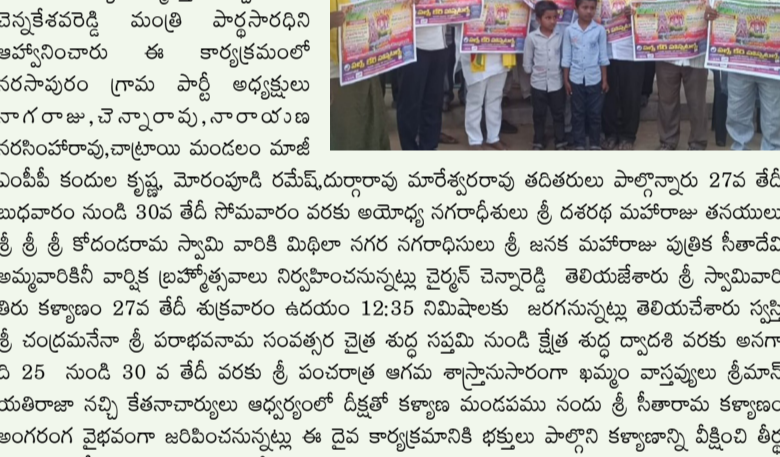 చెన్నకేశవరెడ్డి మంత్రి పార్థసారధిని
ఆహ్వానించారు ఈ కార్యక్రమంలో
నరసాపురం గ్రామ పార్టీ అధ్యక్షులు
నాగరాజు,చెన్నారావు,నారాయణ
నరసింహారావు,చాట్రాయి మండలం మాజీ
ఎంపీపీ కందుల కృష్ణ, మోరంపూడి రమేష్,దుర్గారావు మారేశ్వరరావు తదితరులు పాల్గొన్నారు 27వ తేదీ
బుధవారం నుండి 30వ తేదీ సోమవారం వరకు అయోధ్య నగరాధీశులు శ్రీ దశరథ మహారాజు తనయులు
శ్రీ శ్రీ శ్రీ కోదండరామ స్వామి వారికి మిథిలా నగర నగరాధిసులు శ్రీ జనక మహారాజు పుత్రిక సీతాదేవి
అమ్మవారికినీ వార్షిక బ్రహ్మోత్సవాలు నిర్వహించనున్నట్లు చైర్మన్ చెన్నారెడ్డి తెలియజేశారు శ్రీ స్వామివారి
తిరు కళ్యాణం 27వ తేదీ శుక్రవారం ఉదయం 12:35 నిమిషాలకు జరగనున్నట్లు తెలియచేశారు స్వస్తి
శ్రీ చంద్రమనేనా శ్రీ పరాభవనామ సంవత్సర చైత్ర శుద్ధ సప్తమి నుండి క్షేత్ర శుద్ధ ద్వాదశి వరకు అనగా
ది 25 నుండి 30 వ తేదీ వరకు శ్రీ పంచరాత్ర ఆగమ శాస్త్రానుసారంగా ఖమ్మం వాస్తవ్యులు శ్రీమాన్
యతిరాజా నచ్చి కేతనాచార్యులు ఆధ్వర్యంలో దీక్షతో కళ్యాణ మండపము నందు శ్రీ సీతారామ కళ్యాణం
అంగరంగ వైభవంగా జరిపించనున్నట్లు ఈ దైవ కార్యక్రమానికి భక్తులు పాల్గొని కళ్యాణాన్ని వీక్షించి తీర్థ